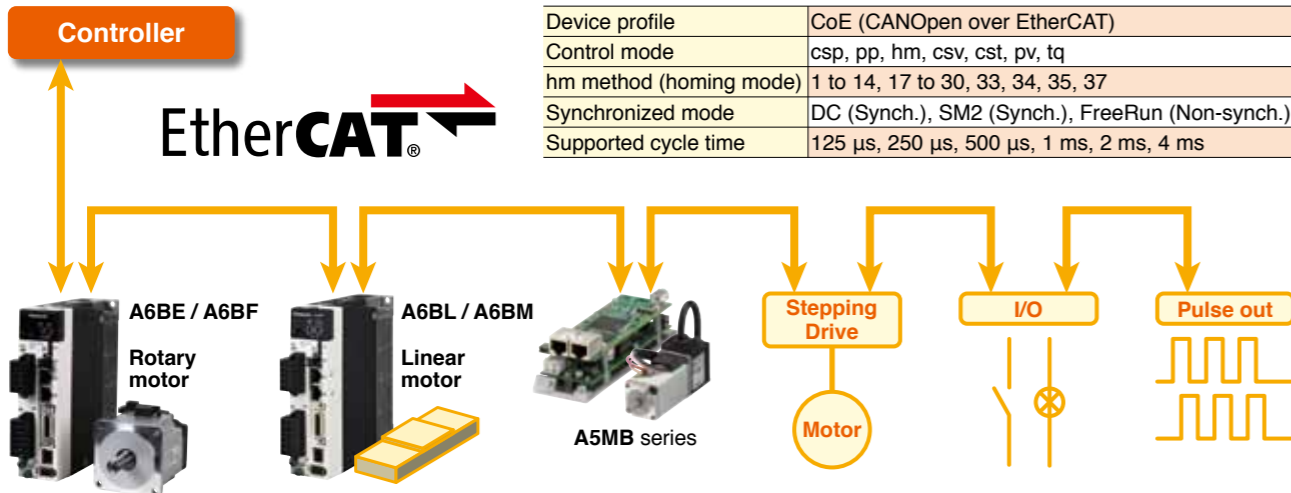 Controller
EtherCAT®
Device profile CoE (CANOpen over EtherCAT)
Control mode csp, pp, hm, csv, cst, pv, tq
hm method (homing mode) 1 to 14, 17 to 30, 33, 34, 35, 37
Synchronized mode DC (Synch.), SM2 (Synch.), FreeRun (Non-synch.)
Supported cycle time 125 μs, 250 μs, 500 μs, 1 ms, 2 ms, 4 ms
A6BE / A6BF
Rotary
motor
A6BL / A6BM
Linear
motor
A5MB series
Stepping
Drive
Motor
I/O
Pulse out